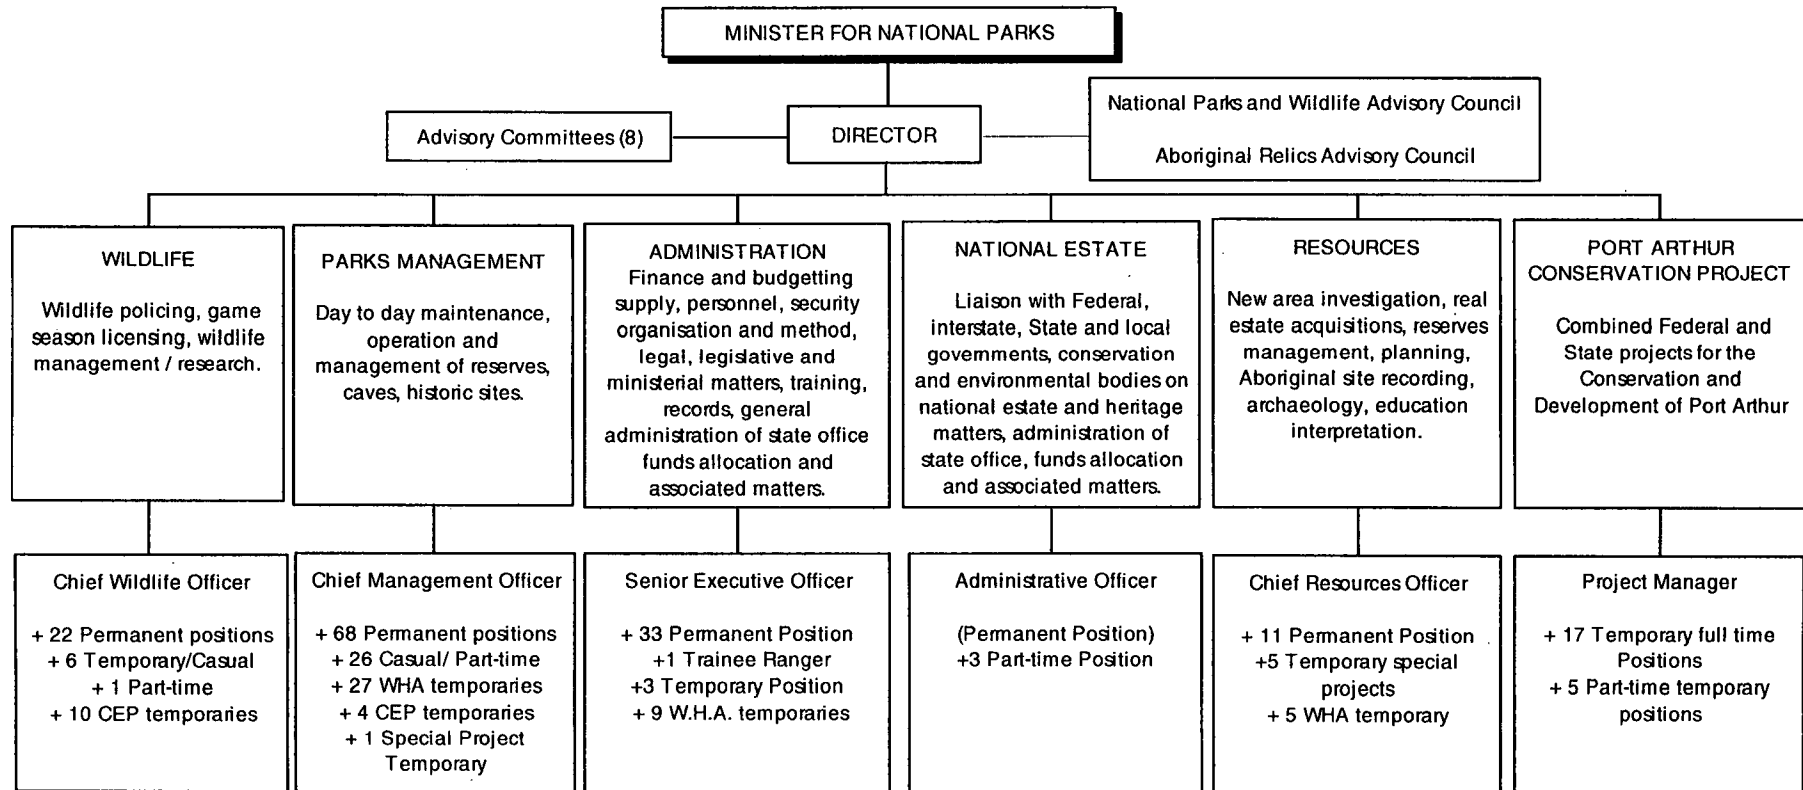 MINISTER FOR NATIONAL PARKS
Advisory Committees (8)
DIRECTOR
National Parks and Wildlife Advisory Council
Aboriginal Relics Advisory Council
WILDLIFE
Wildlife policing, game
season licensing, wildlife
management / research.
PARKS MANAGEMENT
Day to day maintenance,
operation and
management of reserves,
caves, historic sites.
ADMINISTRATION
Finance and budgetting
supply, personnel, security
organisation and method,
legal, legislative and
ministerial matters, training,
records, general
administration of state office
funds allocation and
associated matters.
NATIONAL ESTATE
Liaison with Federal,
interstate, State and local
governments, conservation
and environmental bodies on
national estate and heritage
matters, administration of
state office, funds allocation
and associated matters.
RESOURCES
New area investigation, real
estate acquisitions, reserves
management, planning,
Aboriginal site recording,
archaeology, education
interpretation.
PORT ARTHUR
CONSERVATION PROJECT
Combined Federal and
State projects for the
Conservation and
Development of Port Arthur
Chief Wildlife Officer
+ 22 Permanent positions
+ 6 Temporary/Casual
+ 1 Part-time
+ 10 CEP temporaries
Chief Management Officer
+ 68 Permanent positions
+ 26 Casual/ Part-time
+ 27 WHA temporaries
+ 4 CEP temporaries
+ 1 Special Project
Temporary
Senior Executive Officer
+ 33 Permanent Position
+1 Trainee Ranger
+3 Temporary Position
+ 9 W.H.A. temporaries
Administrative Officer
(Permanent Position)
+3 Part-time Position
Chief Resources Officer
+ 11 Permanent Position
+5 Temporary special
projects
+ 5 WHA temporary
Project Manager
+ 17 Temporary full time
Positions
+ 5 Part-time temporary
positions